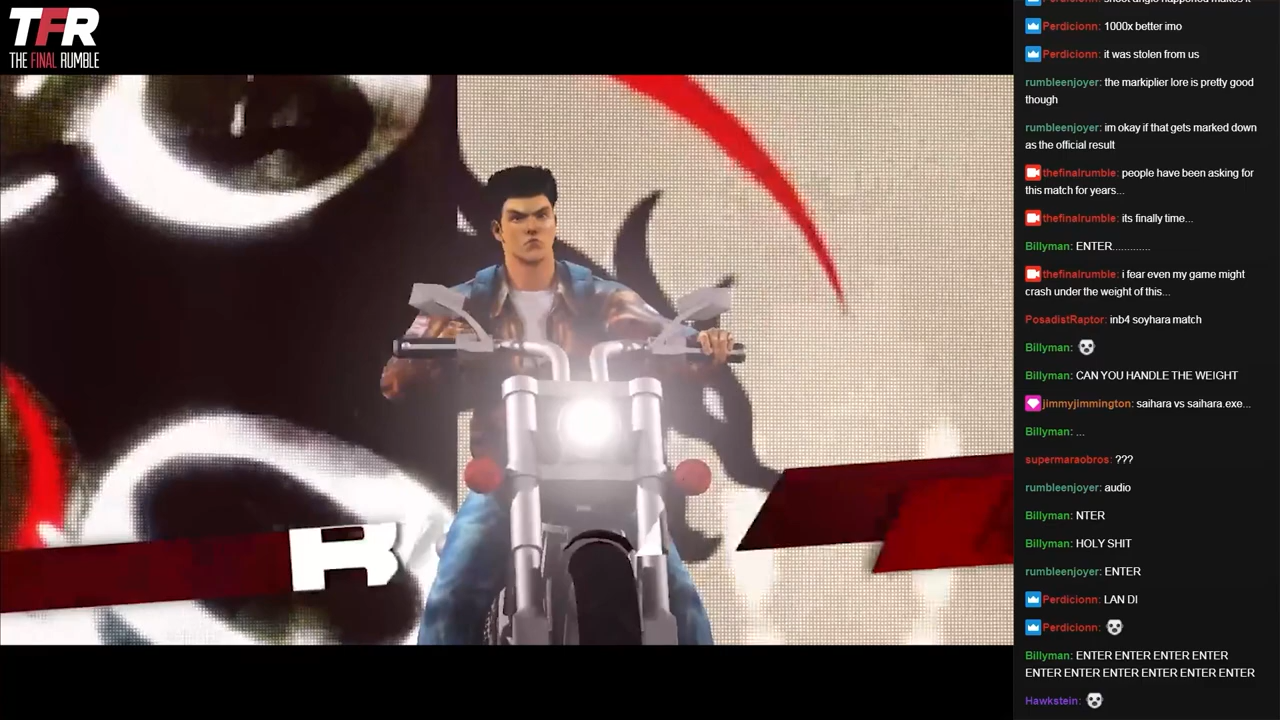 TFR
THE FINAL RUMBLE
Perdicionn: 1000x better imo
Perdicionn: it was stolen from us
rumbleenjoyer: the markiplier lore is pretty good
though
rumbleenjoyer: im okay if that gets marked down
as the official result
thefinalrumble: people have been asking for
this match for years...
thefinalrumble: its finally time...
Billyman: ENTER.............
thefinalrumble: i fear even my game might
crash under the weight of this...
PosadistRaptor: inb4 soyhara match
Billyman:
Billyman: CAN YOU HANDLE THE WEIGHT
jimmyjimmington: saihara vs saihara.exe...
Billyman: ...
supermaraobros: ???
rumbleenjoyer: audio
Billyman: NTER
Billyman: HOLY SHIT
rumbleenjoyer: ENTER
Perdicionn: LAN DI
Perdicionn:
Billyman: ENTER ENTER ENTER ENTER
ENTER ENTER ENTER ENTER ENTER ENTER
Hawkstein:
R